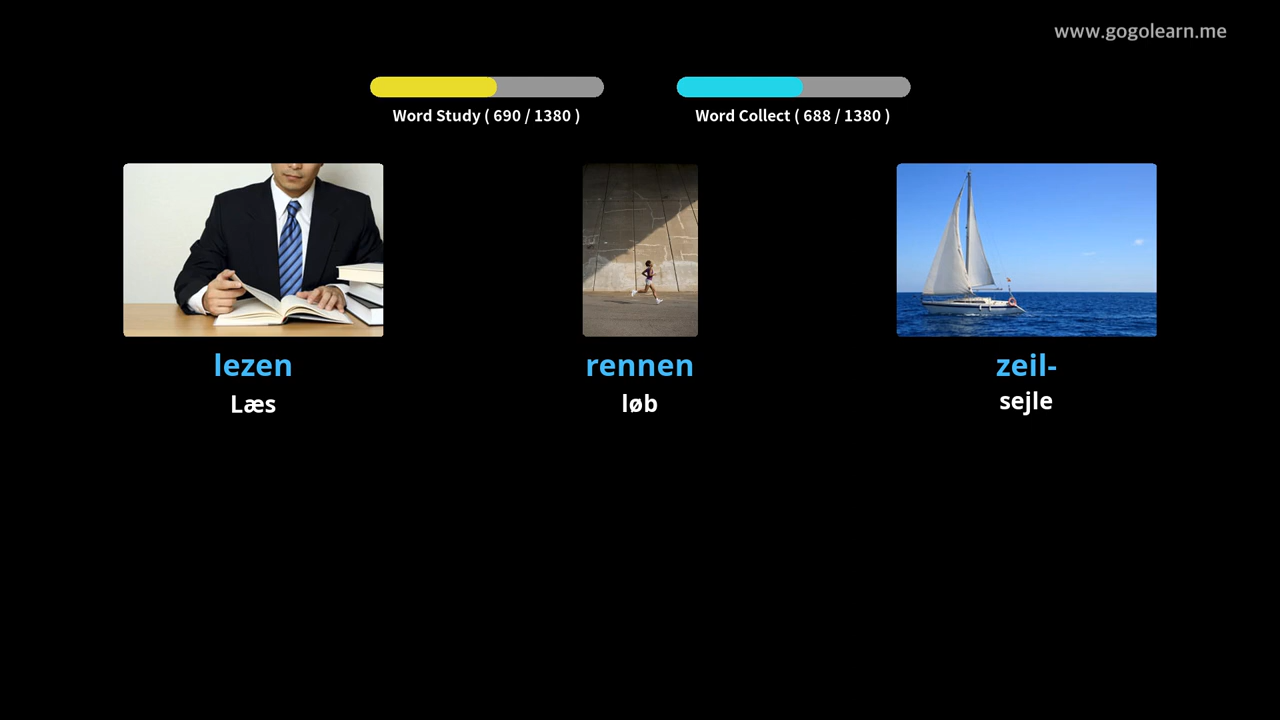 www.gogolearn.me
Word Study ( 690 / 1380 )
Word Collect ( 688 / 1380 )
lezen
Læs
rennen
løb
zeil-
sejle